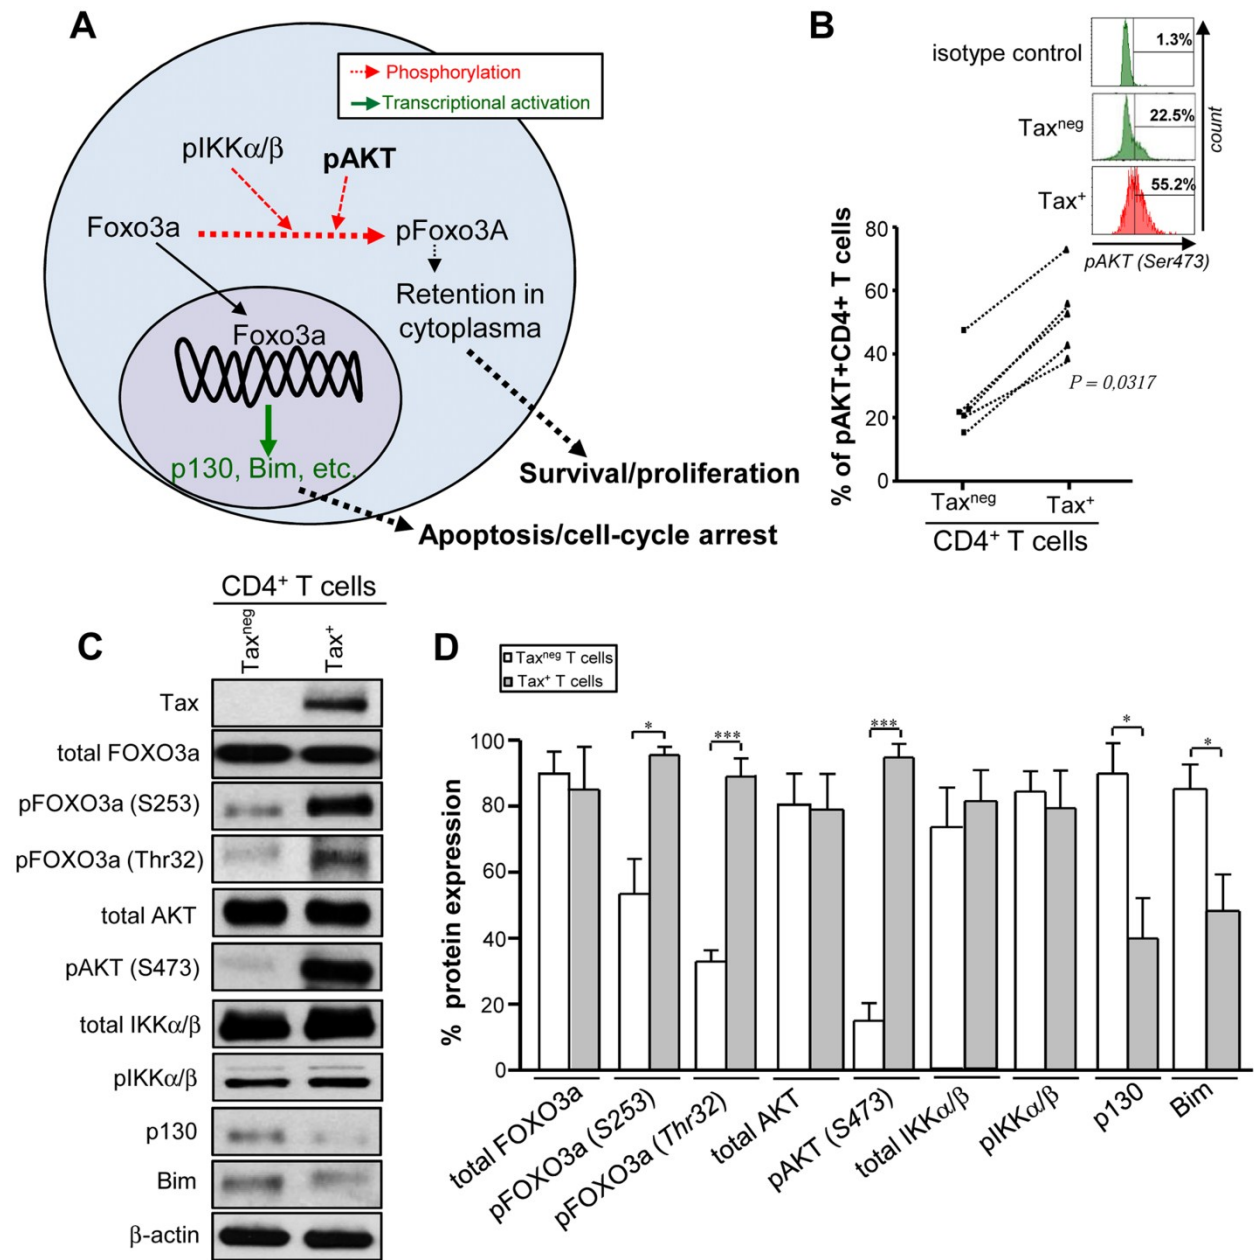 A
Phosphorylation
Transcriptional activation
pIKKα/β
pAKT
Foxo3a
pFoxo3A
Retention in
cytoplasma
Foxo3a
p130, Bim, etc.
Survival/proliferation
Apoptosis/cell-cycle arrest
B
isotype control
1.3%
Taxneg
22.5%
Tax+
55.2%
count
pAKT (Ser473)
% of pAKT+CD4+ T cells
80
60
40
20
0
P = 0,0317
Taxneg
Tax+
CD4+ T cells
C
CD4+ T cells
Taxneg
Tax+
Tax
total FOXO3a
pFOXO3a (S253)
pFOXO3a (Thr32)
total AKT
pAKT (S473)
total IKKα/β
pIKKα/β
p130
Bim
β-actin
D
Taxneg T cells
Tax+ T cells
% protein expression
100
80
60
40
20
0
*
***
***
*
*
total FOXO3a
pFOXO3a (S253)
pFOXO3a (Thr32)
total AKT
pAKT (S473)
total IKKα/β
pIKKα/β
p130
Bim